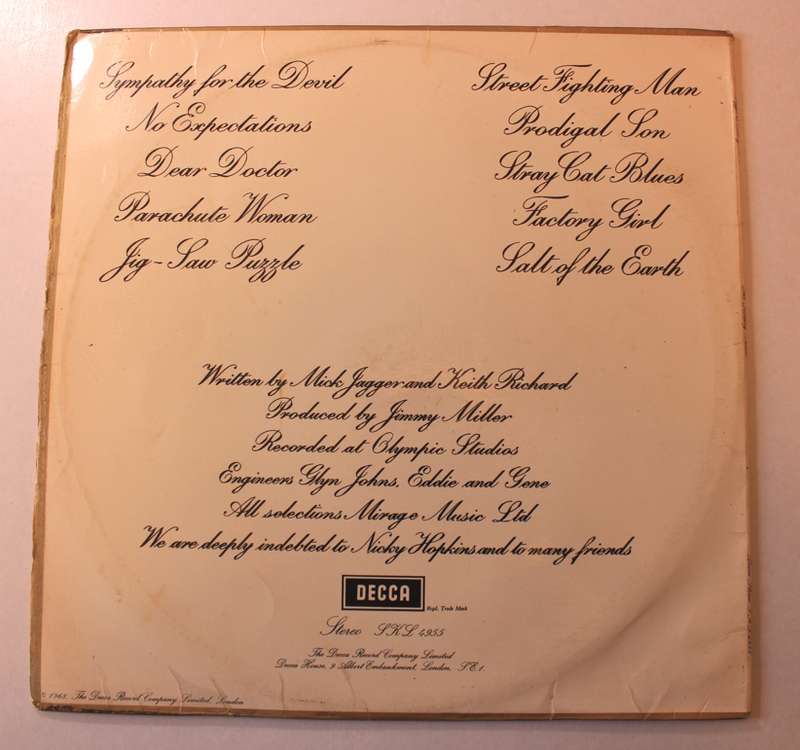 Sympathy for the Devil
No Expectations
Dear Doctor
Parachute Woman
Jig-Saw Puzzle
Street Fighting Man
Prodigal Son
Stray Cat Blues
Factory Girl
Salt of the Earth
Written by Mick Jagger and Keith Richard
Produced by Jimmy Miller
Recorded at Olympic Studios
Engineers Glyn Johns, Eddie and Gene
All selections Mirage Music Ltd
We are deeply indebted to Nicky Hopkins and to many friends
DECCA
Regd. Trade Mark
Stereo SKL 4955
The Decca Record Company Limited
Decca House, 9 Albert Embankment, London, S.E.1.
© 1968, The Decca Record Company Limited, London